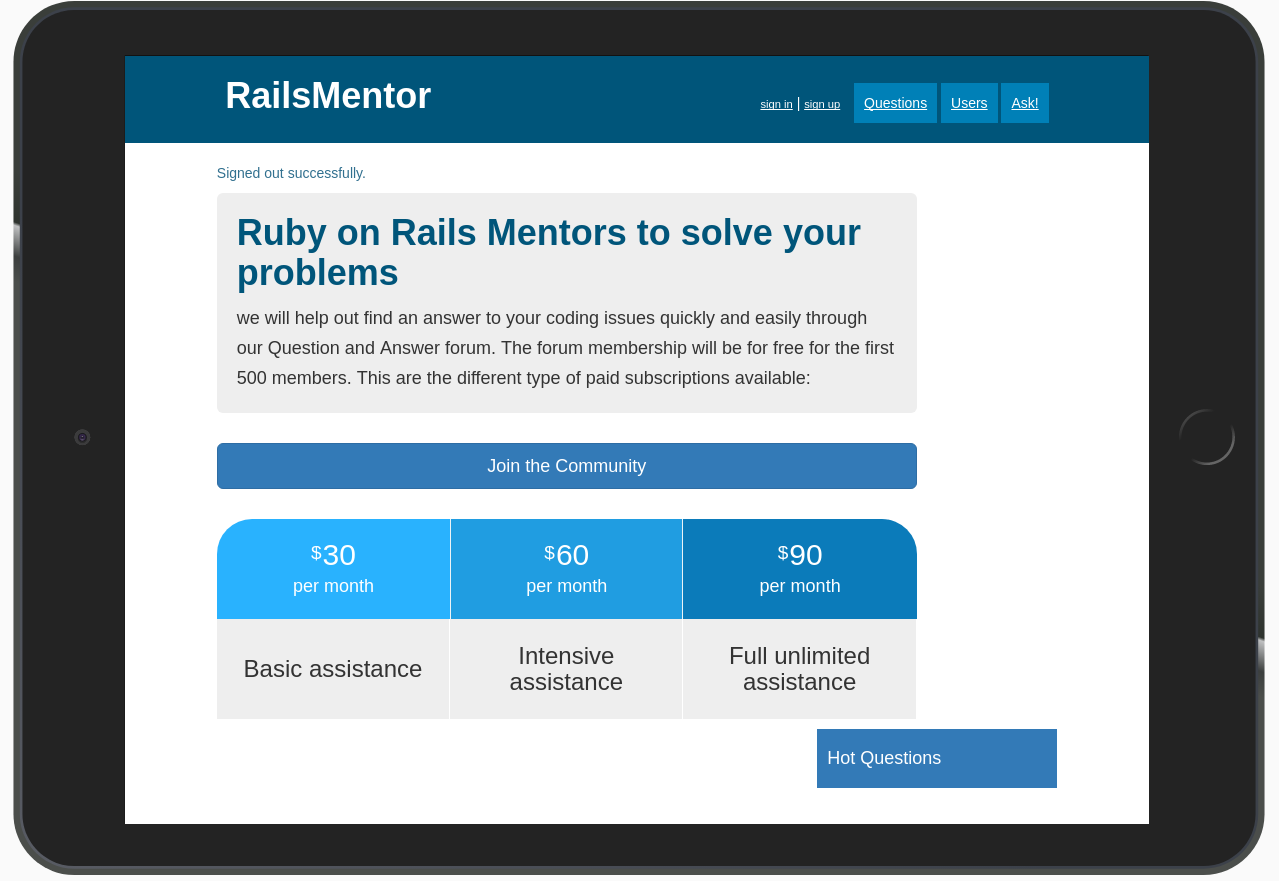 RailsMentor
sign in | sign up Questions Users Ask!
Signed out successfully.
Ruby on Rails Mentors to solve your
problems
we will help out find an answer to your coding issues quickly and easily through
our Question and Answer forum. The forum membership will be for free for the first
500 members. This are the different type of paid subscriptions available:
Join the Community
$30 $60 $90
per month per month per month
Basic assistance
Intensive
assistance
Full unlimited
assistance
Hot Questions